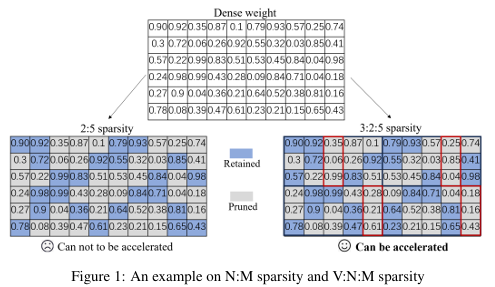 Dense weight
0.90 0.92 0.35 0.87 0.1 0.79 0.93 0.57 0.25 0.74
0.3 0.72 0.06 0.26 0.92 0.55 0.32 0.03 0.85 0.41
0.57 0.22 0.99 0.83 0.51 0.53 0.45 0.84 0.04 0.98
0.24 0.98 0.99 0.43 0.28 0.09 0.84 0.71 0.04 0.18
0.27 0.9 0.04 0.36 0.21 0.64 0.52 0.38 0.81 0.16
0.78 0.08 0.39 0.47 0.61 0.23 0.21 0.15 0.65 0.43
2:5 sparsity
0.90 0.92 0.35 0.87 0.1 0.79 0.93 0.57 0.25 0.74
0.3 0.72 0.06 0.26 0.92 0.55 0.32 0.03 0.85 0.41
0.57 0.22 0.99 0.83 0.51 0.53 0.45 0.84 0.04 0.98
0.24 0.98 0.99 0.43 0.28 0.09 0.84 0.71 0.04 0.18
0.27 0.9 0.04 0.36 0.21 0.64 0.52 0.38 0.81 0.16
0.78 0.08 0.39 0.47 0.61 0.23 0.21 0.15 0.65 0.43
Can not to be accelerated
Retained
Pruned
3:2:5 sparsity
0.90 0.92 0.35 0.87 0.1 0.79 0.93 0.57 0.25 0.74
0.3 0.72 0.06 0.26 0.92 0.55 0.32 0.03 0.85 0.41
0.57 0.22 0.99 0.83 0.51 0.53 0.45 0.84 0.04 0.98
0.24 0.98 0.99 0.43 0.28 0.09 0.84 0.71 0.04 0.18
0.27 0.9 0.04 0.36 0.21 0.64 0.52 0.38 0.81 0.16
0.78 0.08 0.39 0.47 0.61 0.23 0.21 0.15 0.65 0.43
Can be accelerated
Figure 1: An example on N:M sparsity and V:N:M sparsity